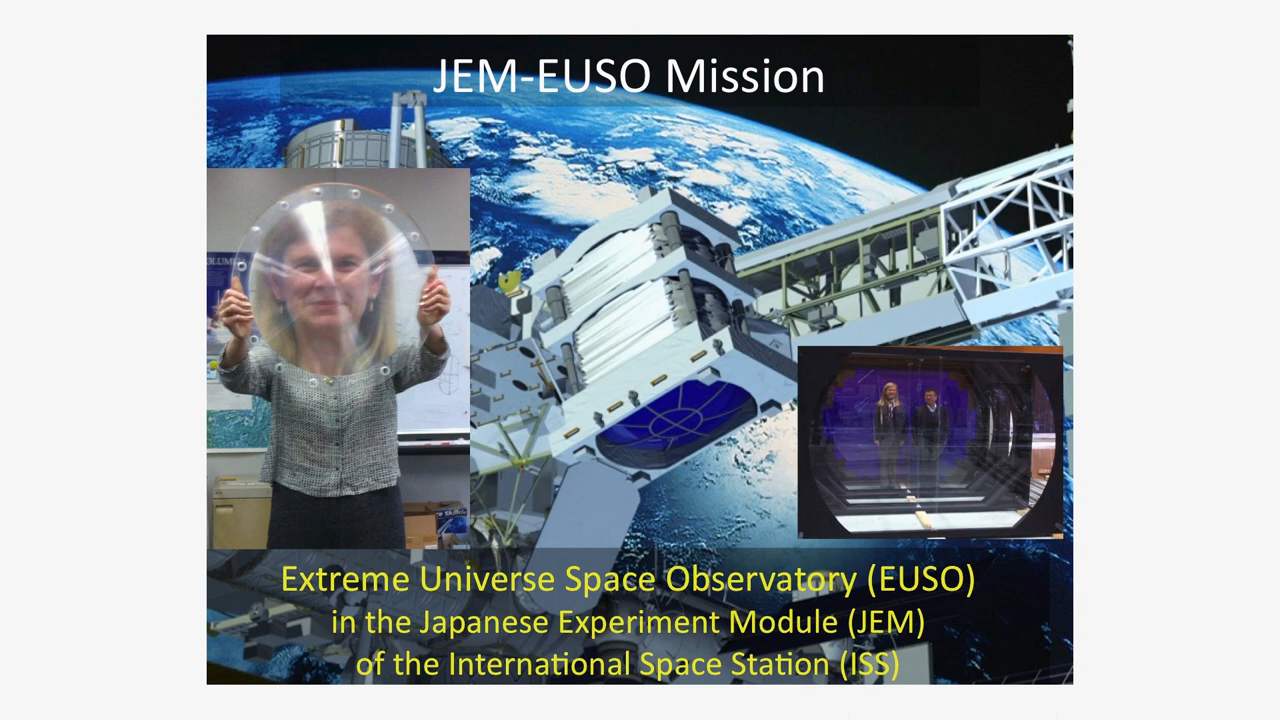 JEM-EUSO Mission
OLUME
Extreme Universe Space Observatory (EUSO)
in the Japanese Experiment Module (JEM)
of the International Space Station (ISS)